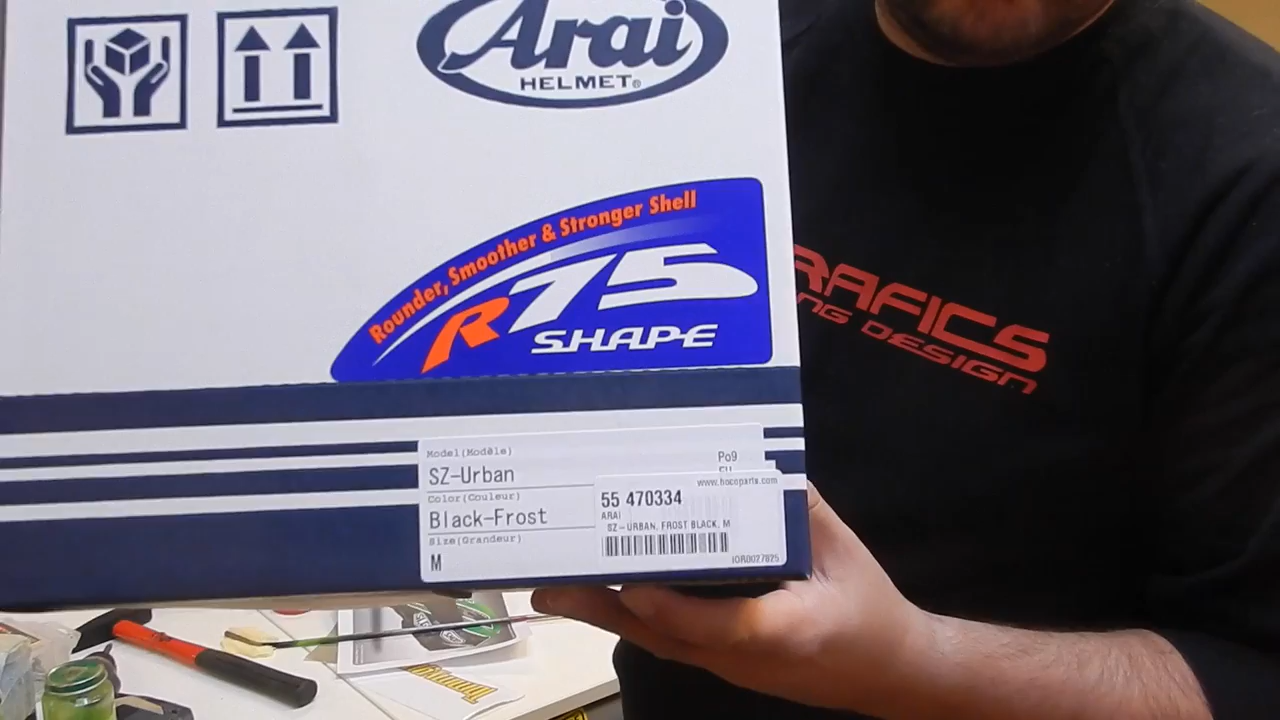 Arai
HELMET®
Rounder, Smoother & Stronger Shell
R75
SHAPE
RAFICS
NG DESIGN
Model(Modèle)
SZ-Urban
Po9
Color(Couleur)
Black-Frost
Size(Grandeur)
M
www.hocoparts.com
55 470334
ARAI
SZ - URBAN, FROST BLACK, M
IOR0027825